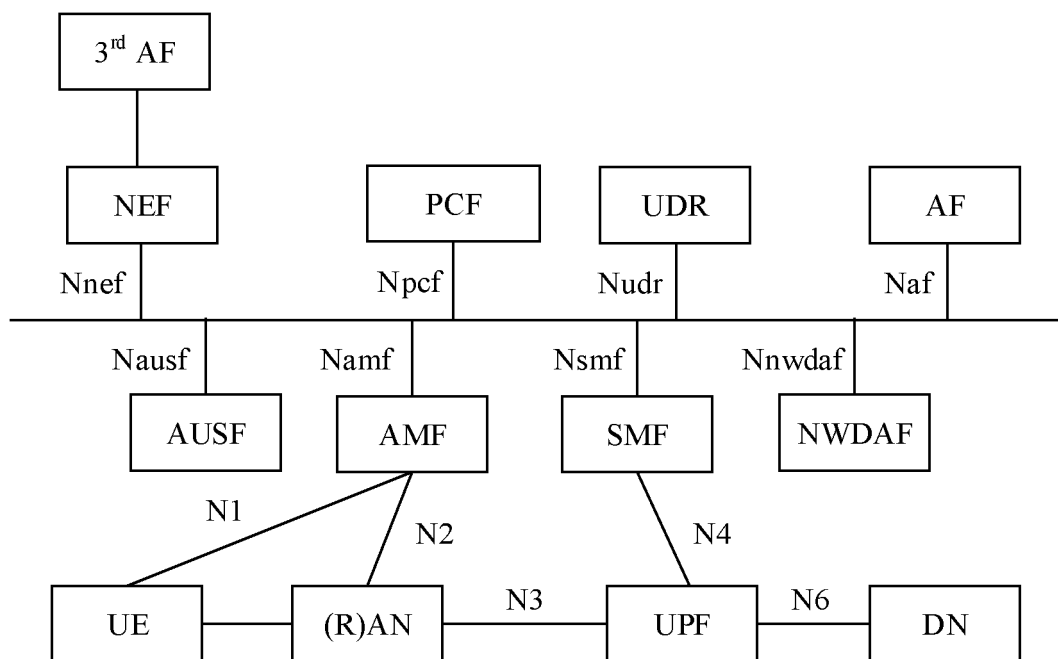 3rd AF
NEF
PCF
UDR
AF
Nnef
Npcf
Nudr
Naf
Nausf
Namf
Nsmf
Nnwdaf
AUSF
AMF
SMF
NWDAF
N1
N2
N4
N3
N6
UE
(R)AN
UPF
DN